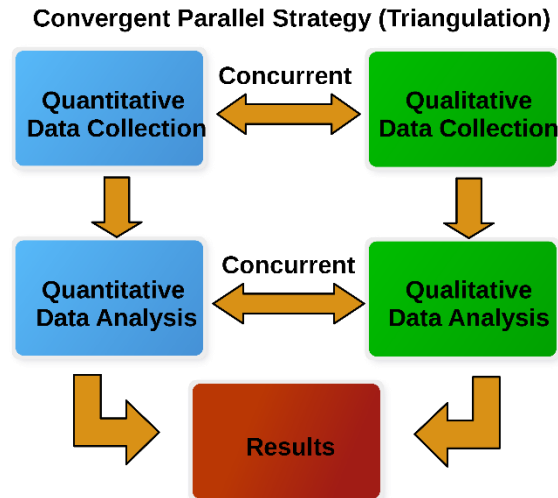 Convergent Parallel Strategy (Triangulation)
Concurrent
Quantitative
Data Collection
Qualitative
Data Collection
Concurrent
Quantitative
Data Analysis
Qualitative
Data Analysis
Results